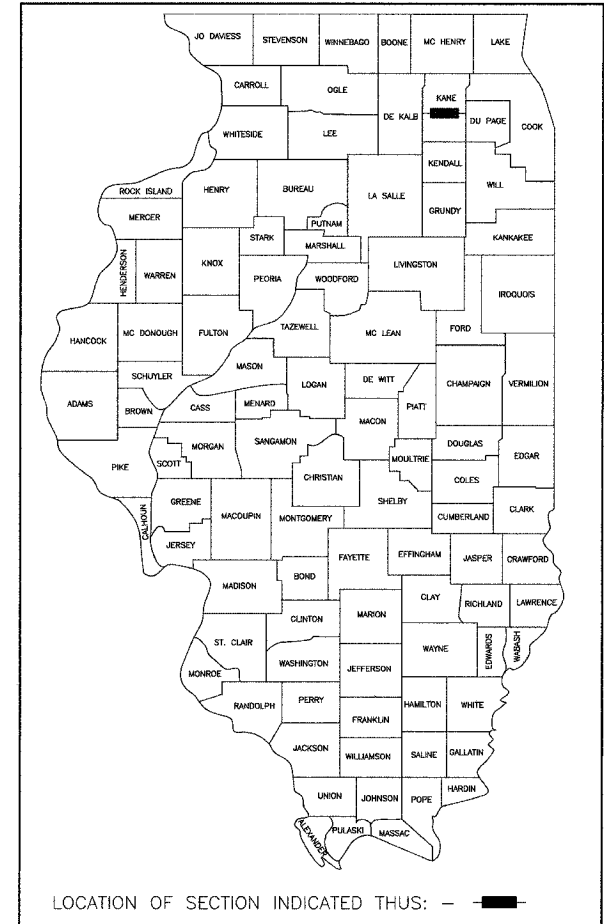 JO DAVIESS STEVENSON WINNEBAGO BOONE MC HENRY LAKE
CARROLL OGLE KANE
DE KALB DU PAGE COOK
WHITESIDE LEE
KENDALL
ROCK ISLAND HENRY BUREAU LA SALLE WILL
MERCER PUTNAM GRUNDY
STARK MARSHALL KANKAKEE
HENDERSON WARREN KNOX PEORIA WOODFORD LIVINGSTON
IROQUOIS
HANCOCK MC DONOUGH FULTON TAZEWELL MC LEAN FORD
SCHUYLER MASON
LOGAN DE WITT CHAMPAIGN VERMILION
ADAMS BROWN CASS MENARD PIATT
MACON
MORGAN SANGAMON DOUGLAS
PIKE SCOTT CHRISTIAN MOULTRIE COLES EDGAR
GREENE SHELBY
CALHOUN MACOUPIN MONTGOMERY CUMBERLAND CLARK
JERSEY
FAYETTE EFFINGHAM JASPER CRAWFORD
MADISON BOND
CLAY RICHLAND LAWRENCE
CLINTON MARION
ST. CLAIR WAYNE EDWARDS WABASH
WASHINGTON JEFFERSON
MONROE
RANDOLPH PERRY HAMILTON WHITE
FRANKLIN
JACKSON WILLIAMSON SALINE GALLATIN
UNION JOHNSON POPE HARDIN
ALEXANDER PULASKI MASSAC
LOCATION OF SECTION INDICATED THUS: –